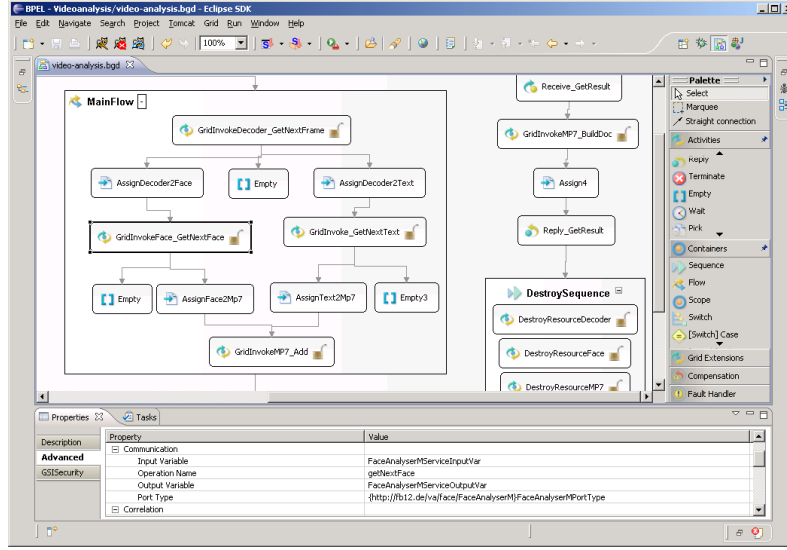 BPEL - Videoanalysis/video-analysis.bgd - Eclipse SDK
File Edit Navigate Search Project Tomcat Grid Run Window Help
100%
video-analysis.bgd
MainFlow
GridInvokeDecoder_GetNextFrame
AssignDecoder2Face
Empty
AssignDecoder2Text
GridInvokeFace_GetNextFace
GridInvoke_GetNextText
Empty
AssignFace2Mp7
AssignText2Mp7
Empty3
GridInvokeMP7_Add
Receive_GetResult
GridInvokeMP7_BuildDoc
Assign4
Reply_GetResult
DestroySequence
DestroyResourceDecoder
DestroyResourceFace
DestroyResourceMP7
Palette
Select
Marquee
Straight connection
Activities
Reply
Terminate
Empty
Wait
Pick
Containers
Sequence
Flow
Scope
Switch
[Switch] Case
Grid Extensions
Compensation
Fault Handler
Properties Tasks
Description
Advanced
GSISecurity
Property Value
Communication
Input Variable FaceAnalyserMServiceInputVar
Operation Name getNextFace
Output Variable FaceAnalyserMServiceOutputVar
Port Type {http://fb12.de/va/face/FaceAnalyserM}FaceAnalyserMPortType
Correlation